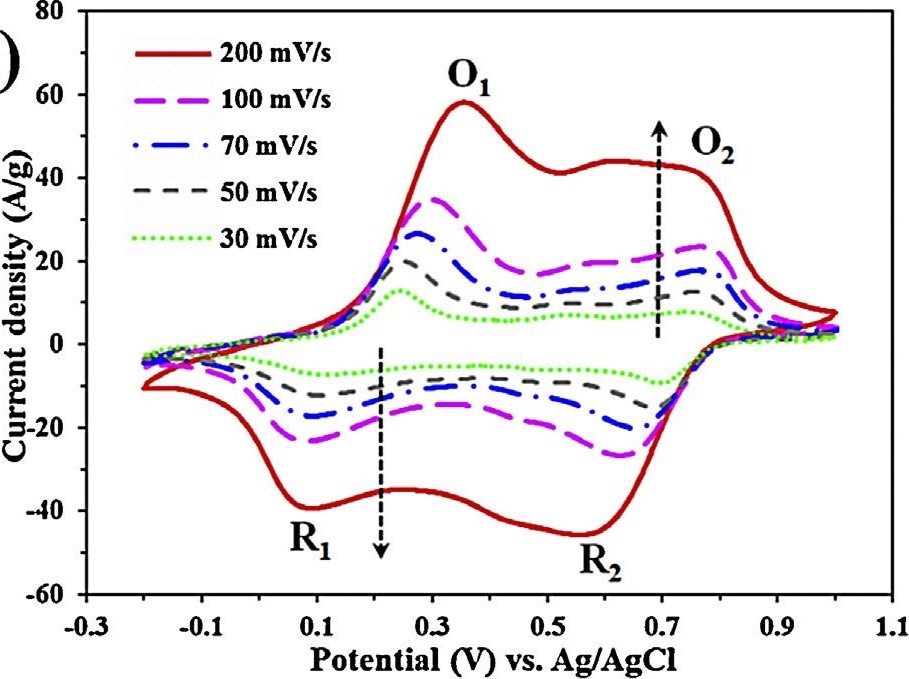 )
80
60
40
20
0
-20
-40
-60
Current density (A/g)
200 mV/s
100 mV/s
70 mV/s
50 mV/s
30 mV/s
O1
O2
R1
R2
-0.3 -0.1 0.1 0.3 0.5 0.7 0.9 1.1
Potential (V) vs. Ag/AgCl